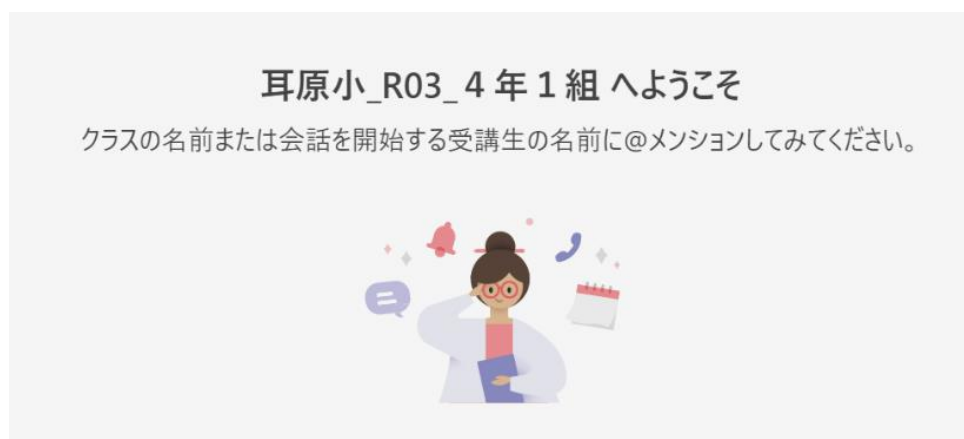 耳原小_R03_４年１組 へようこそ
クラスの名前または会話を開始する受講生の名前に@メンションしてみてください。